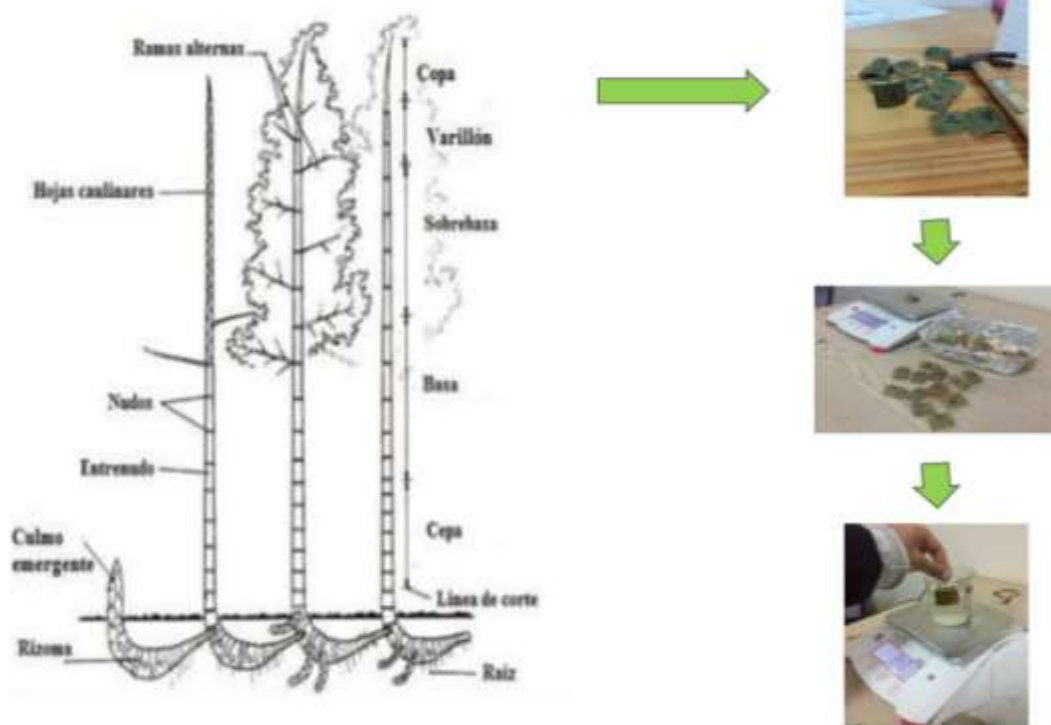 Ramas alternas
Copa
Varillón
Hojas caulinares
Sobrebasa
Basa
Nudos
Entrenudo
Cepa
Culmo
emergente
Línea de corte
Rizoma
Raiz